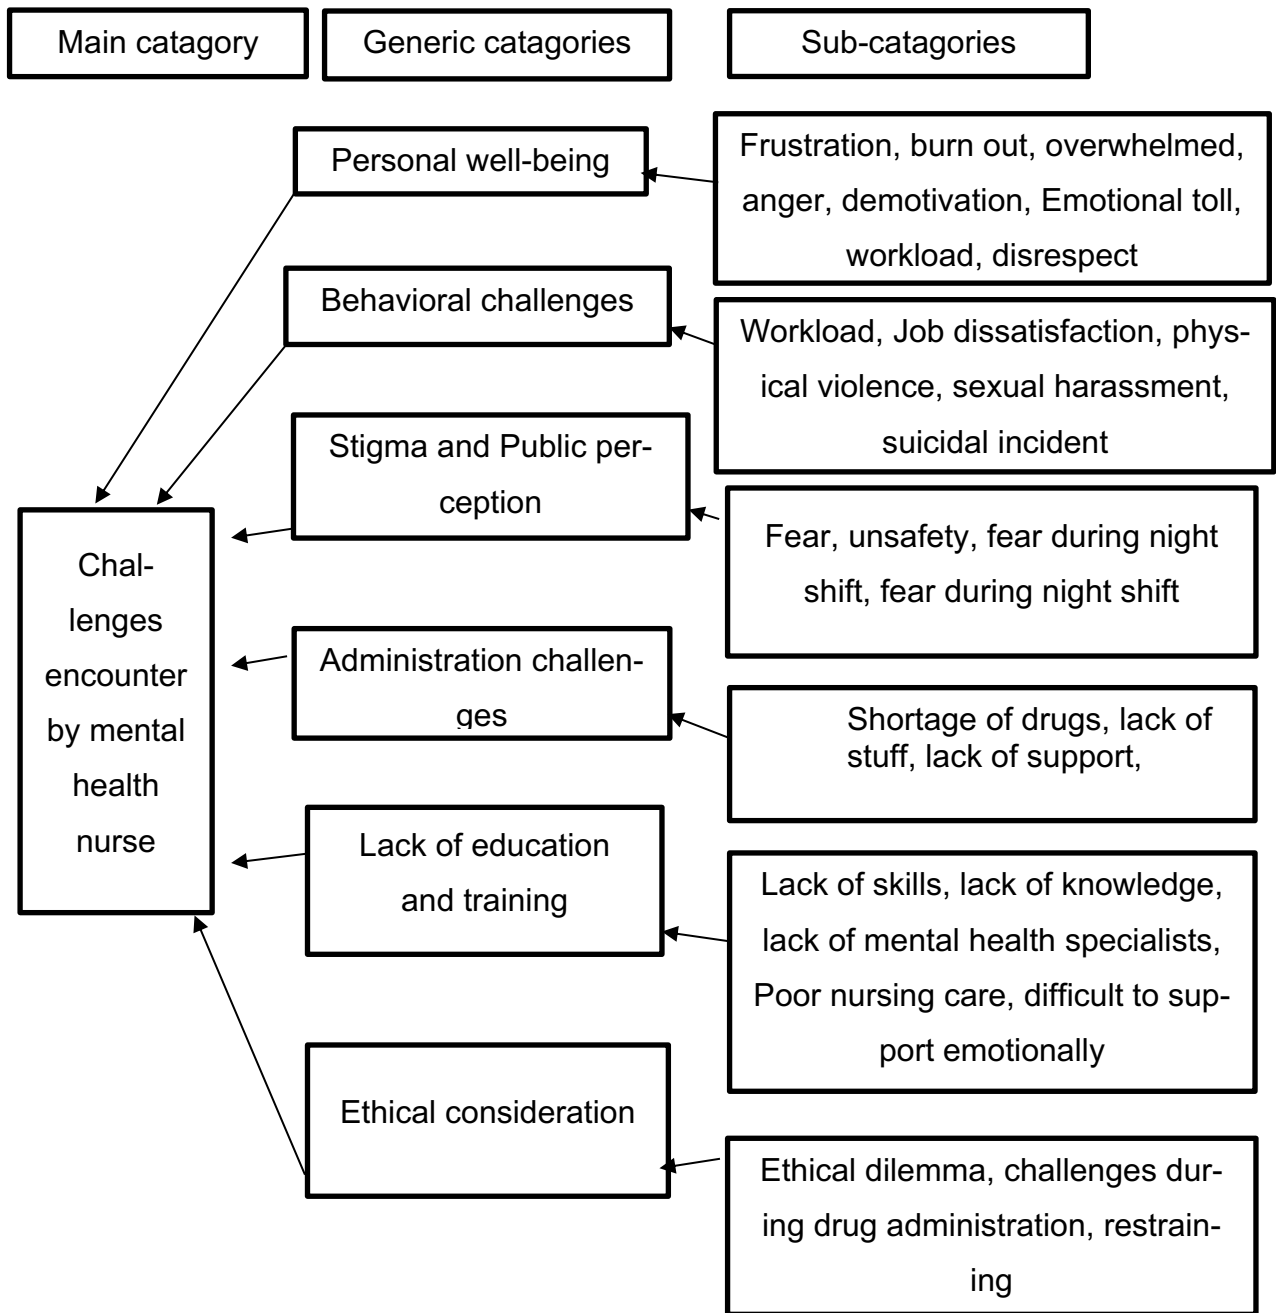 Main catagory
Generic catagories
Sub-catagories
Personal well-being
Frustration, burn out, overwhelmed,
anger, demotivation, Emotional toll,
workload, disrespect
Behavioral challenges
Workload, Job dissatisfaction, phys-
ical violence, sexual harassment,
suicidal incident
Stigma and Public per-
ception
Fear, unsafety, fear during night
shift, fear during night shift
Chal-
lenges
encounter
by mental
health
nurse
Administration challen-
ges
Shortage of drugs, lack of
stuff, lack of support,
Lack of education
and training
Lack of skills, lack of knowledge,
lack of mental health specialists,
Poor nursing care, difficult to sup-
port emotionally
Ethical consideration
Ethical dilemma, challenges dur-
ing drug administration, restrain-
ing